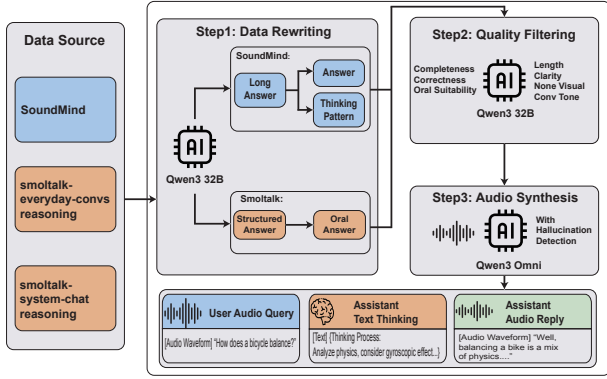 Data Source
SoundMind
smoltalk-
everyday-convs
reasoning
smoltalk-
system-chat
reasoning
Step1: Data Rewriting
AI
Qwen3 32B
SoundMind:
Long
Answer
Answer
Thinking
Pattern
Smoltalk:
Structured
Answer
Oral
Answer
Step2: Quality Filtering
Completeness
Correctness
Oral Suitability
AI
Length
Clarity
None Visual
Conv Tone
Qwen3 32B
Step3: Audio Synthesis
AI
With
Hallucination
Detection
Qwen3 Omni
User Audio Query
[Audio Waveform] "How does a bicycle balance?"
Assistant
Text Thinking
[Text] {Thinking Process:
Analyze physics, consider gyroscopic effect...}
Assistant
Audio Reply
[Audio Waveform] "Well,
balancing a bike is a mix
of physics...."